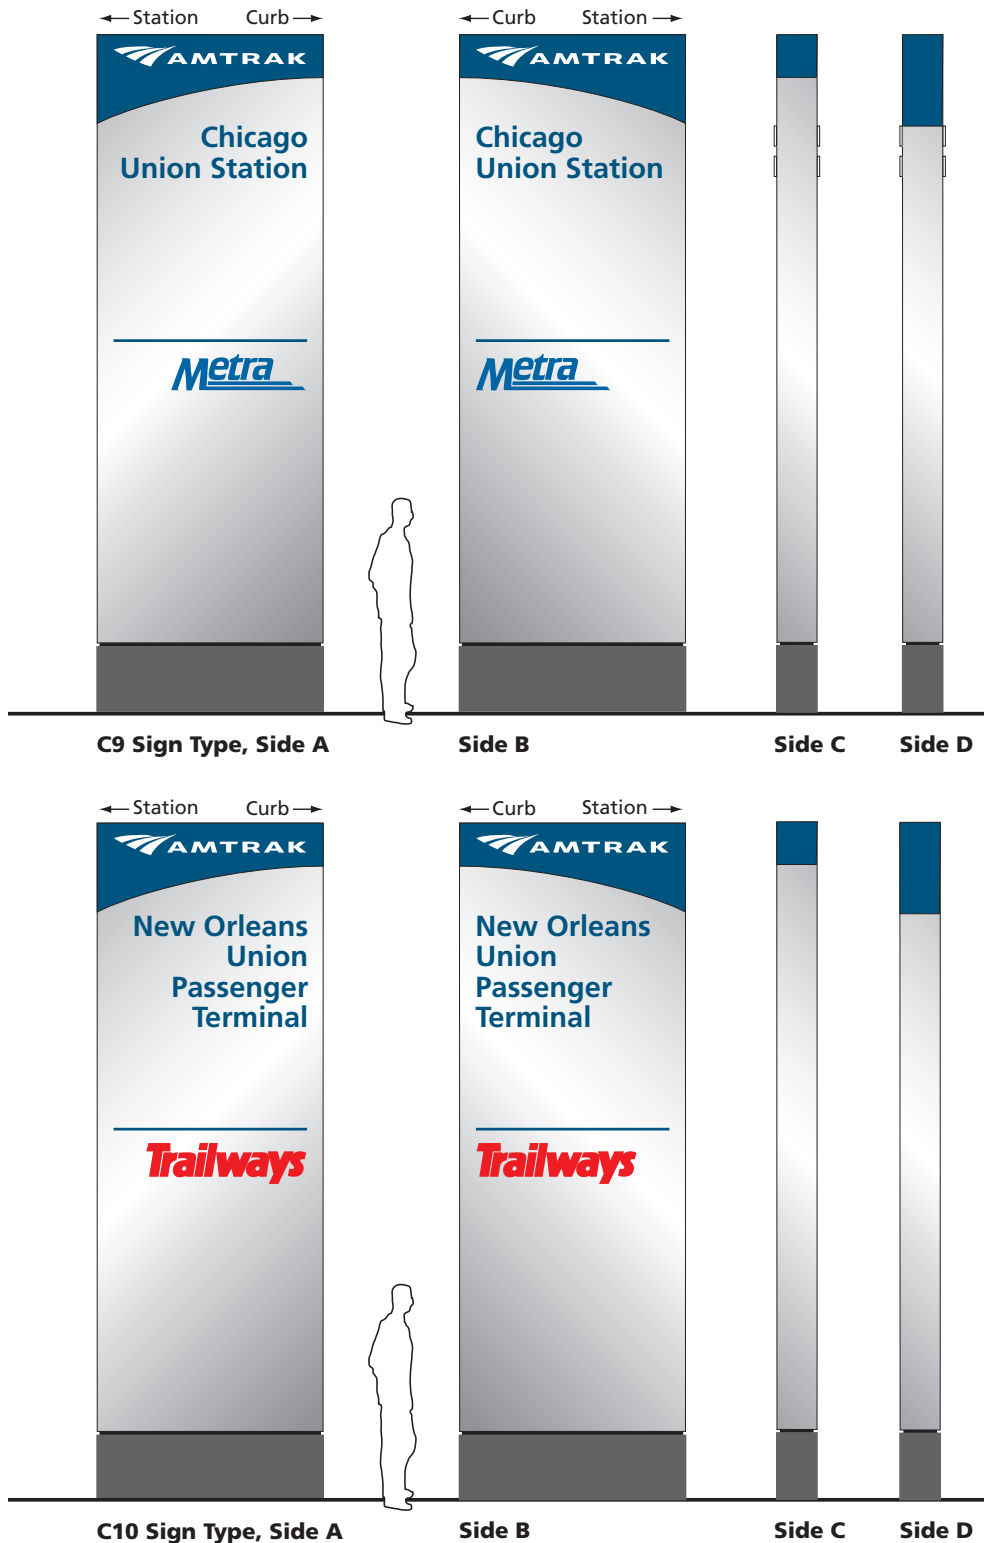 Station Curb Curb Station
AMTRAK AMTRAK
Chicago
Union Station
Chicago
Union Station
Metra Metra
C9 Sign Type, Side A Side B Side C Side D
Station Curb Curb Station
AMTRAK AMTRAK
New Orleans
Union
Passenger
Terminal
New Orleans
Union
Passenger
Terminal
Trailways Trailways
C10 Sign Type, Side A Side B Side C Side D